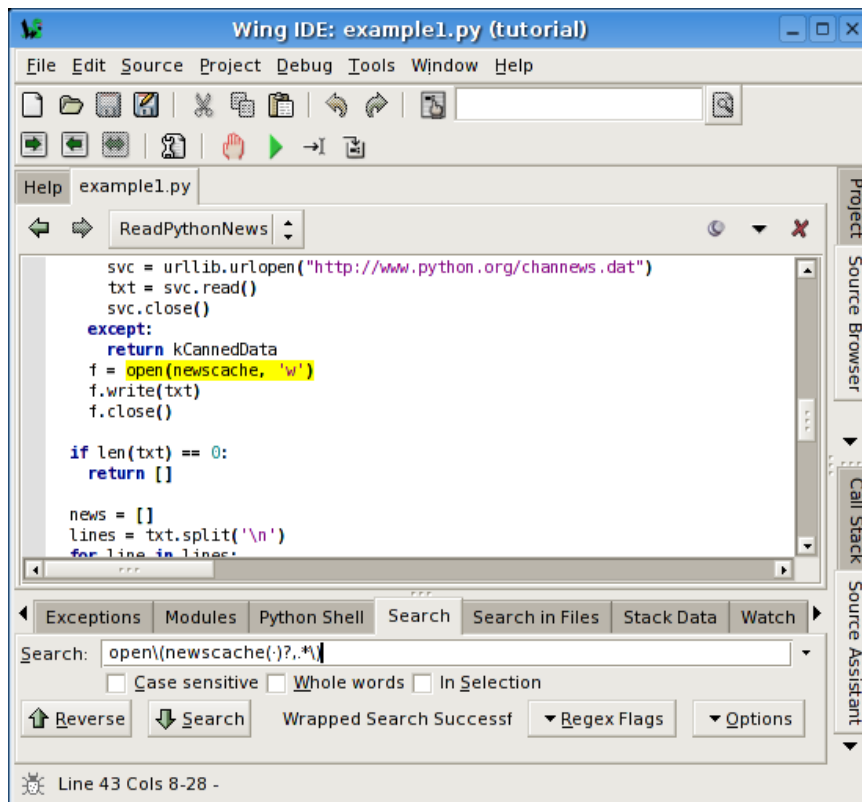 Wing IDE: example1.py (tutorial)
File Edit Source Project Debug Tools Window Help
Help example1.py
ReadPythonNews
svc = urllib.urlopen("http://www.python.org/channews.dat")
txt = svc.read()
svc.close()
except:
return kCannedData
f = open(newscache, 'w')
f.write(txt)
f.close()
if len(txt) == 0:
return []
news = []
lines = txt.split('\n')
for line in lines:
Project
Source Browser
Call Stack
Source Assistant
Exceptions Modules Python Shell Search Search in Files Stack Data Watch
Search: open\(newscache(·)?,.*\)
Case sensitive Whole words In Selection
Reverse Search Wrapped Search Successf Regex Flags Options
Line 43 Cols 8-28 -